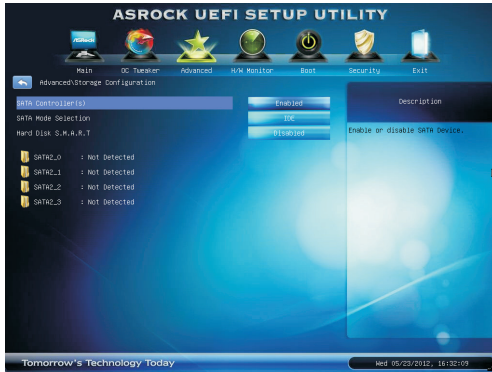 ASROCK UEFI SETUP UTILITY
ASRock
Main OC Tweaker Advanced H/W Monitor Boot Security Exit
Advanced\Storage Configuration
SATA Controller(s) Enabled
SATA Mode Selection IDE
Hard Disk S.M.A.R.T Disabled
SATA2_0 : Not Detected
SATA2_1 : Not Detected
SATA2_2 : Not Detected
SATA2_3 : Not Detected
Description
Enable or disable SATA Device.
Tomorrow's Technology Today
Wed 05/23/2012, 16:32:09